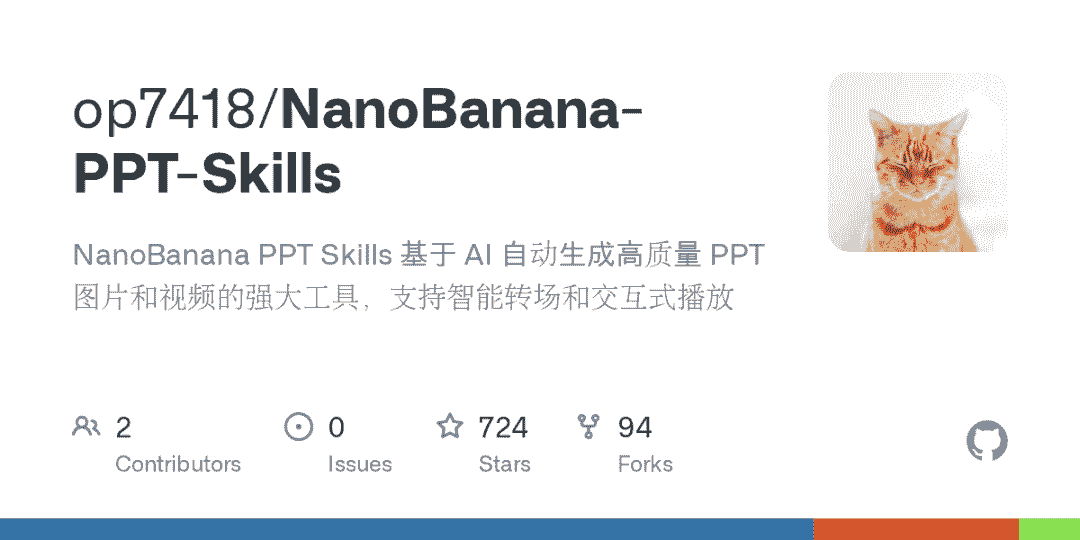 op7418/NanoBanana-
PPT-Skills
NanoBanana PPT Skills 基于 AI 自动生成高质量 PPT
图片和视频的强大工具，支持智能转场和交互式播放
2
Contributors
0
Issues
724
Stars
94
Forks